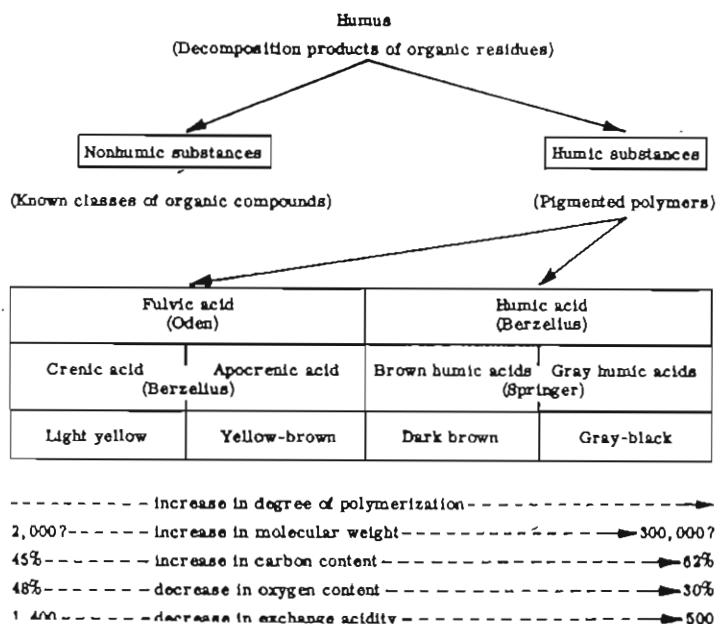 Humus
(Decomposition products of organic residues)
Nonhumic substances
Humic substances
(Known classes of organic compounds)
(Pigmented polymers)
Fulvic acid
(Oden)
Humic acid
(Berzelius)
Crenic acid
Apocrenic acid
(Berzelius)
Brown humic acids
Gray humic acids
(Springer)
Light yellow
Yellow-brown
Dark brown
Gray-black
increase in degree of polymerization
2,000? increase in molecular weight 300,000?
45% increase in carbon content 62%
48% decrease in oxygen content 30%
1,400 decrease in exchange acidity 500